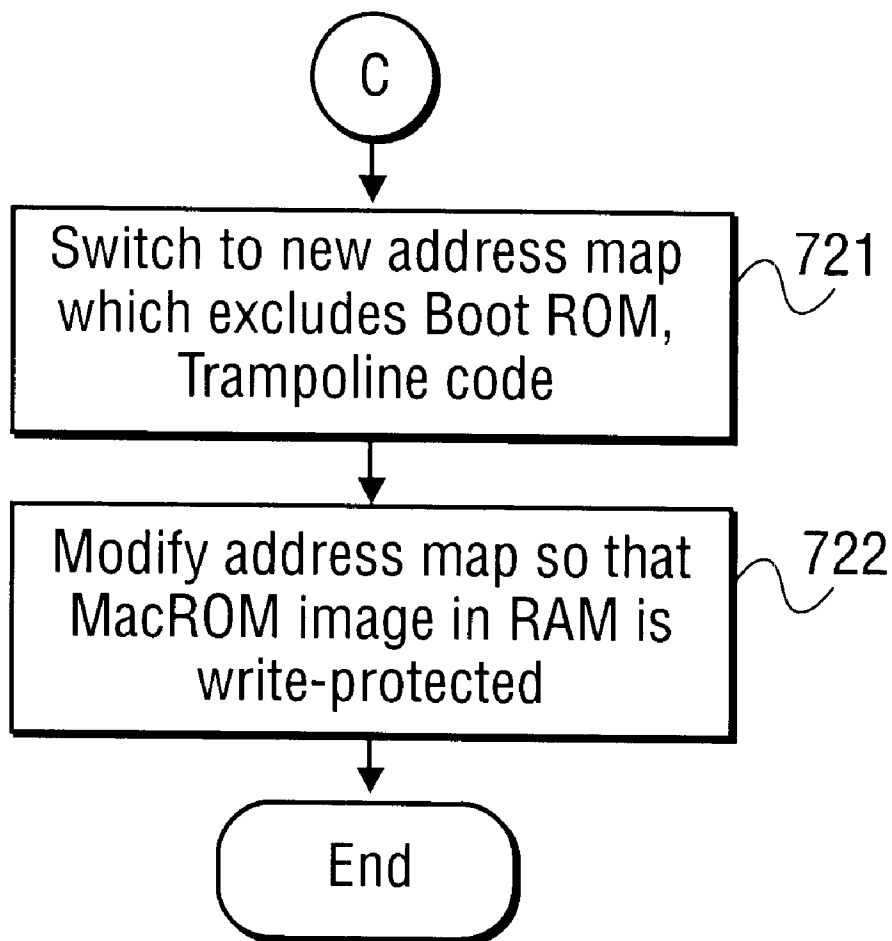 C
Switch to new address map
which excludes Boot ROM,
Trampoline code
721
Modify address map so that
MacROM image in RAM is
write-protected
722
End